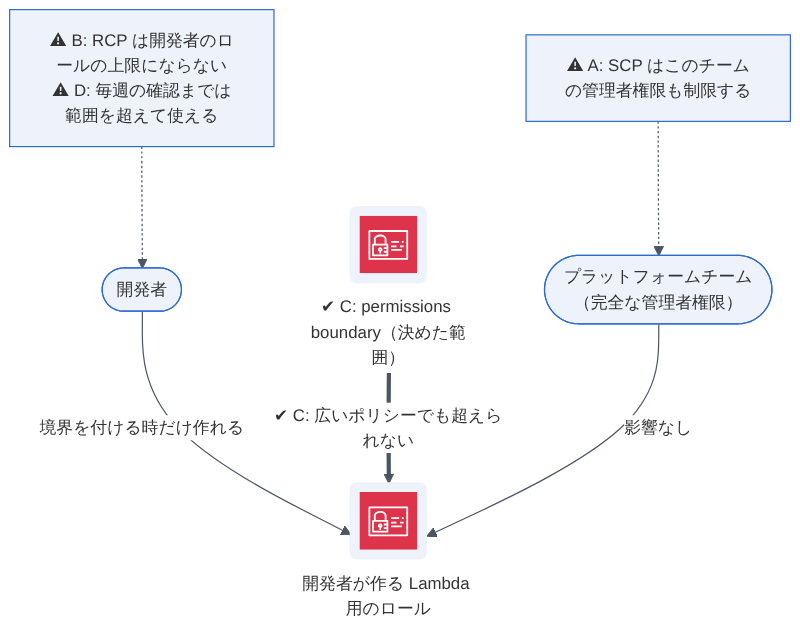 ⚠ B: RCP は開発者のロ
ールの上限にならない
⚠ D: 毎週の確認までは
範囲を超えて使える
⚠ A: SCP はこのチーム
の管理者権限も制限する
開発者
プラットフォームチーム
（完全な管理者権限）
✔ C: permissions
boundary（決めた範
囲）
境界を付ける時だけ作れる
✔ C: 広いポリシーでも超えら
れない
影響なし
開発者が作る Lambda
用のロール